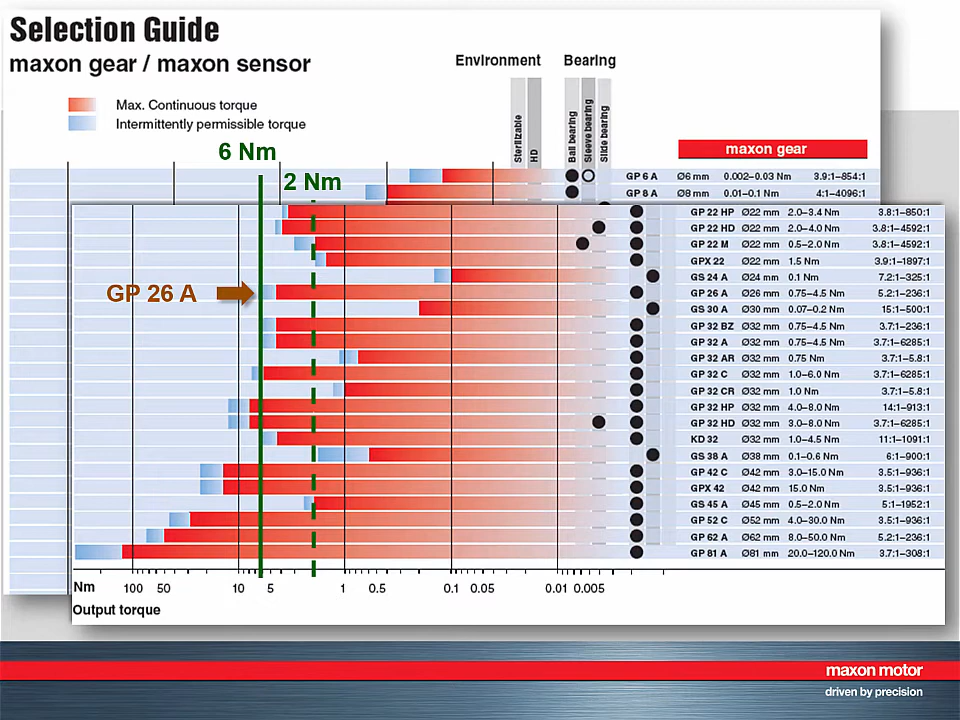 Selection Guide
maxon gear / maxon sensor
Environment Bearing
Max. Continuous torque
Intermittently permissible torque
Sterilizable
HD
Ball bearing
Sleeve bearing
Slide bearing
maxon gear
6 Nm
2 Nm
GP 6 A Ø6 mm 0.002–0.03 Nm 3.9:1–854:1
GP 8 A Ø8 mm 0.01–0.1 Nm 4:1–4096:1
GP 22 HP Ø22 mm 2.0–3.4 Nm 3.8:1–850:1
GP 22 HD Ø22 mm 2.0–4.0 Nm 3.8:1–4592:1
GP 22 M Ø22 mm 0.5–2.0 Nm 3.8:1–4592:1
GPX 22 Ø22 mm 1.5 Nm 3.9:1–1897:1
GS 24 A Ø24 mm 0.1 Nm 7.2:1–325:1
GP 26 A
GP 26 A Ø26 mm 0.75–4.5 Nm 5.2:1–236:1
GS 30 A Ø30 mm 0.07–0.2 Nm 15:1–500:1
GP 32 BZ Ø32 mm 0.75–4.5 Nm 3.7:1–236:1
GP 32 A Ø32 mm 0.75–4.5 Nm 3.7:1–6285:1
GP 32 AR Ø32 mm 0.75 Nm 3.7:1–5.8:1
GP 32 C Ø32 mm 1.0–6.0 Nm 3.7:1–6285:1
GP 32 CR Ø32 mm 1.0 Nm 3.7:1–5.8:1
GP 32 HP Ø32 mm 4.0–8.0 Nm 14:1–913:1
GP 32 HD Ø32 mm 3.0–8.0 Nm 3.7:1–6285:1
KD 32 Ø32 mm 1.0–4.5 Nm 11:1–1091:1
GS 38 A Ø38 mm 0.1–0.6 Nm 6:1–900:1
GP 42 C Ø42 mm 3.0–15.0 Nm 3.5:1–936:1
GPX 42 Ø42 mm 15.0 Nm 3.5:1–936:1
GS 45 A Ø45 mm 0.5–2.0 Nm 5:1–1952:1
GP 52 C Ø52 mm 4.0–30.0 Nm 3.5:1–936:1
GP 62 A Ø62 mm 8.0–50.0 Nm 5.2:1–236:1
GP 81 A Ø81 mm 20.0–120.0 Nm 3.7:1–308:1
Nm 100 50 10 5 1 0.5 0.1 0.05 0.01 0.005
Output torque
maxon motor
driven by precision